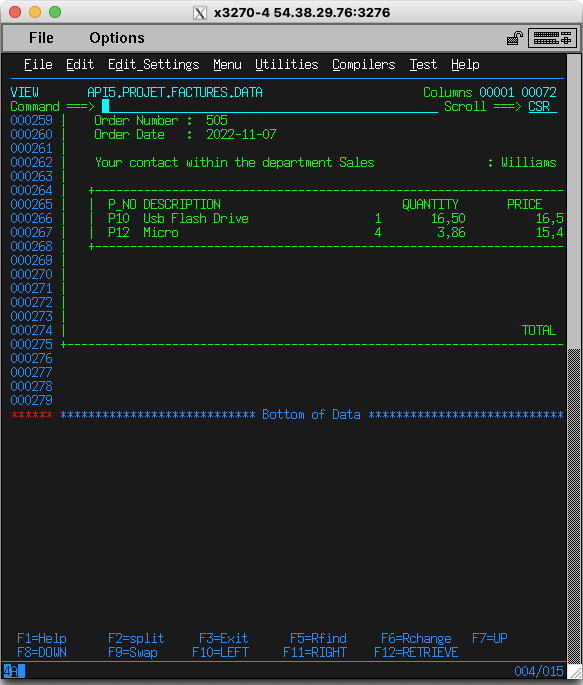 x3270-4 54.38.29.76:3276
File Options
File Edit Edit_Settings Menu Utilities Compilers Test Help
VIEW API5.PROJET.FACTURES.DATA Columns 00001 00072
Command ===> Scroll ===> CSR
000259 | Order Number : 505
000260 | Order Date : 2022-11-07
000261 |
000262 | Your contact within the department Sales : Williams
000263 |
000264 | +-------------------------------------------------------------------
000265 | | P_NO DESCRIPTION QUANTITY PRICE
000266 | | P10 Usb Flash Drive 1 16,50 16,5
000267 | | P12 Micro 4 3,86 15,4
000268 | +-------------------------------------------------------------------
000269 |
000270 |
000271 |
000272 |
000273 |
000274 | TOTAL
000275 +-----------------------------------------------------------------------
000276
000277
000278
000279
****** **************************** Bottom of Data ****************************
F1=Help F2=split F3=Exit F5=Rfind F6=Rchange F7=UP
F8=DOWN F9=Swap F10=LEFT F11=RIGHT F12=RETRIEVE
4A 004/015